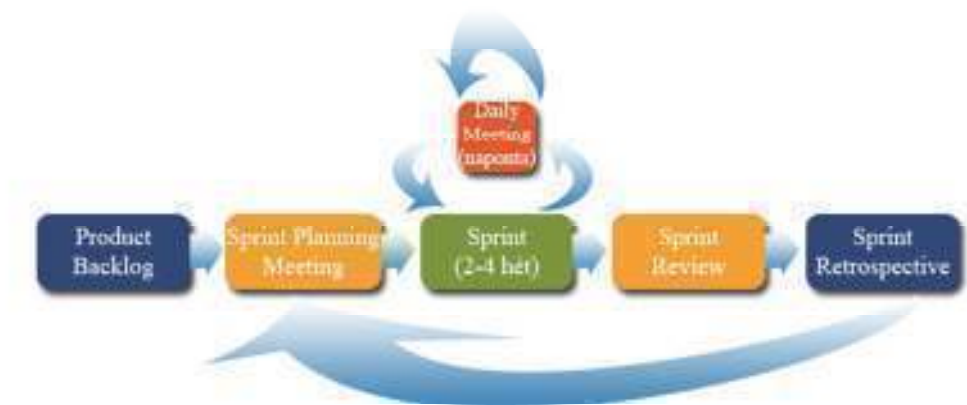 Daily
Meeting
(naponta)
Product
Backlog
Sprint Planning
Meeting
Sprint
(2-4 hét)
Sprint
Review
Sprint
Retrospective